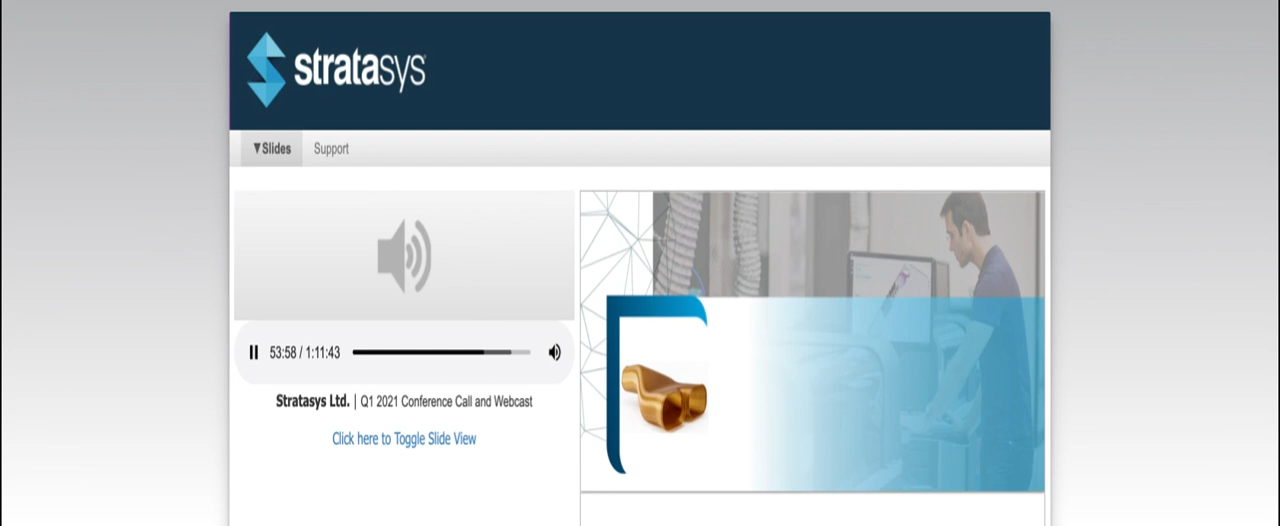 stratasys
▼Slides Support
53:58 / 1:11:43
Stratasys Ltd. | Q1 2021 Conference Call and Webcast
Click here to Toggle Slide View